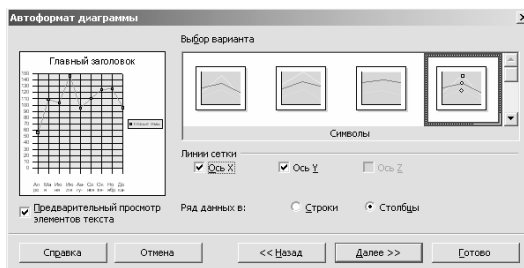 Автоформат диаграммы
Выбор варианта
Главный заголовок
Символы
Линии сетки
Ось X
Ось Y
Ось Z
Предварительный просмотр
элементов текста
Ряд данных в:
Строки
Столбцы
Справка
Отмена
<< Назад
Далее >>
Готово